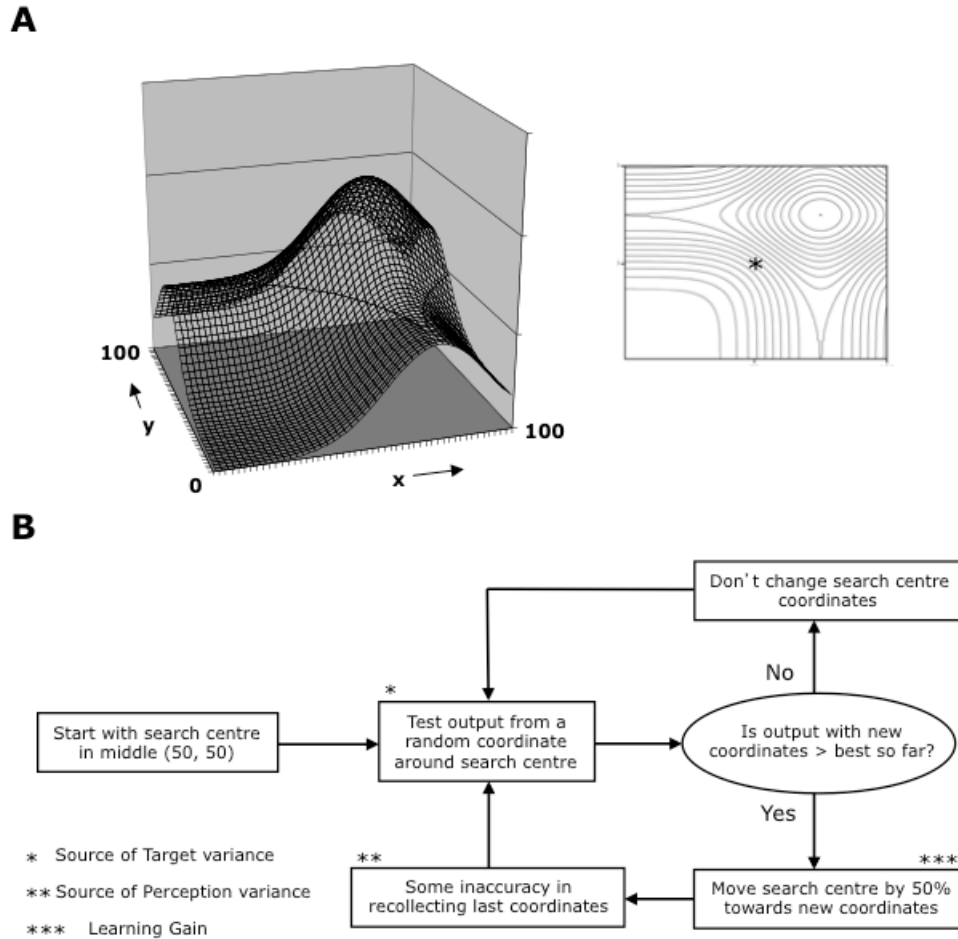 A
100
y
0
x
100
*
B
Don't change search centre
coordinates
No
*
Start with search centre
in middle (50, 50)
Test output from a
random coordinate
around search centre
Is output with new
coordinates > best so far?
Yes
* Source of Target variance
** Source of Perception variance
*** Learning Gain
**
Some inaccuracy in
recollecting last coordinates
***
Move search centre by 50%
towards new coordinates